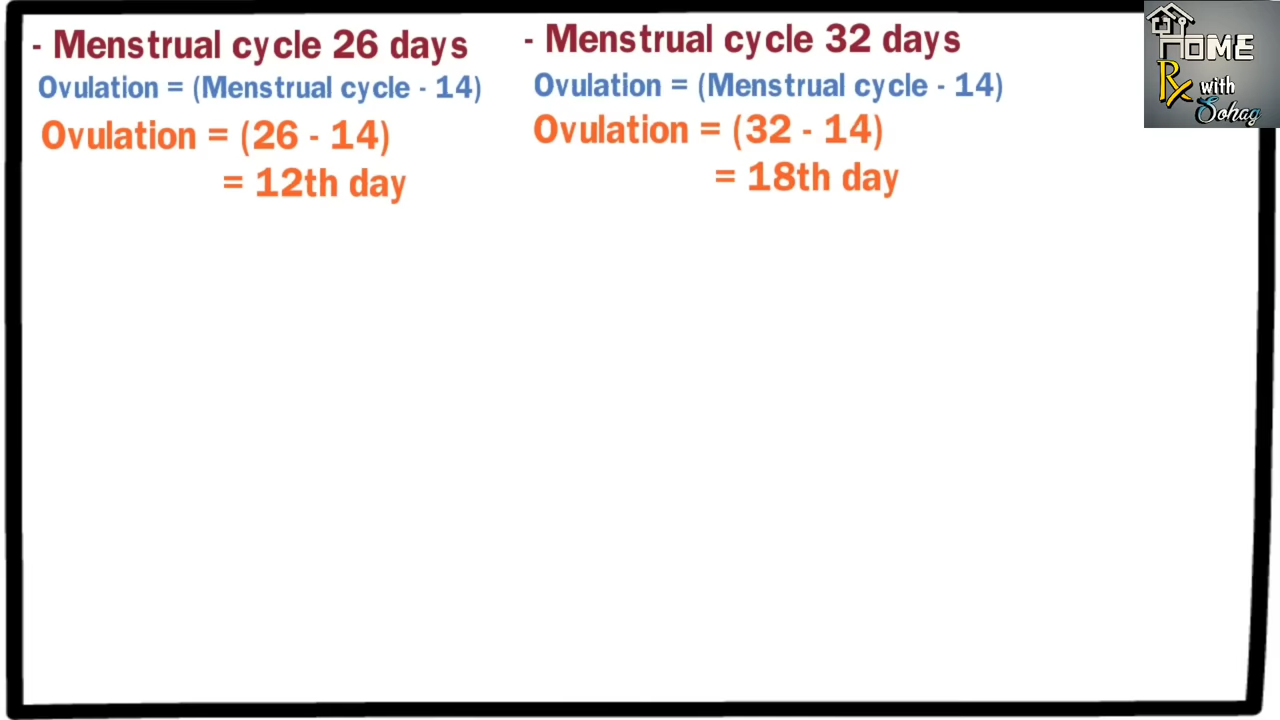 - Menstrual cycle 26 days
Ovulation = (Menstrual cycle - 14)
Ovulation = (26 - 14)
= 12th day
- Menstrual cycle 32 days
Ovulation = (Menstrual cycle - 14)
Ovulation = (32 - 14)
= 18th day
HOME
Rx with
Sohag